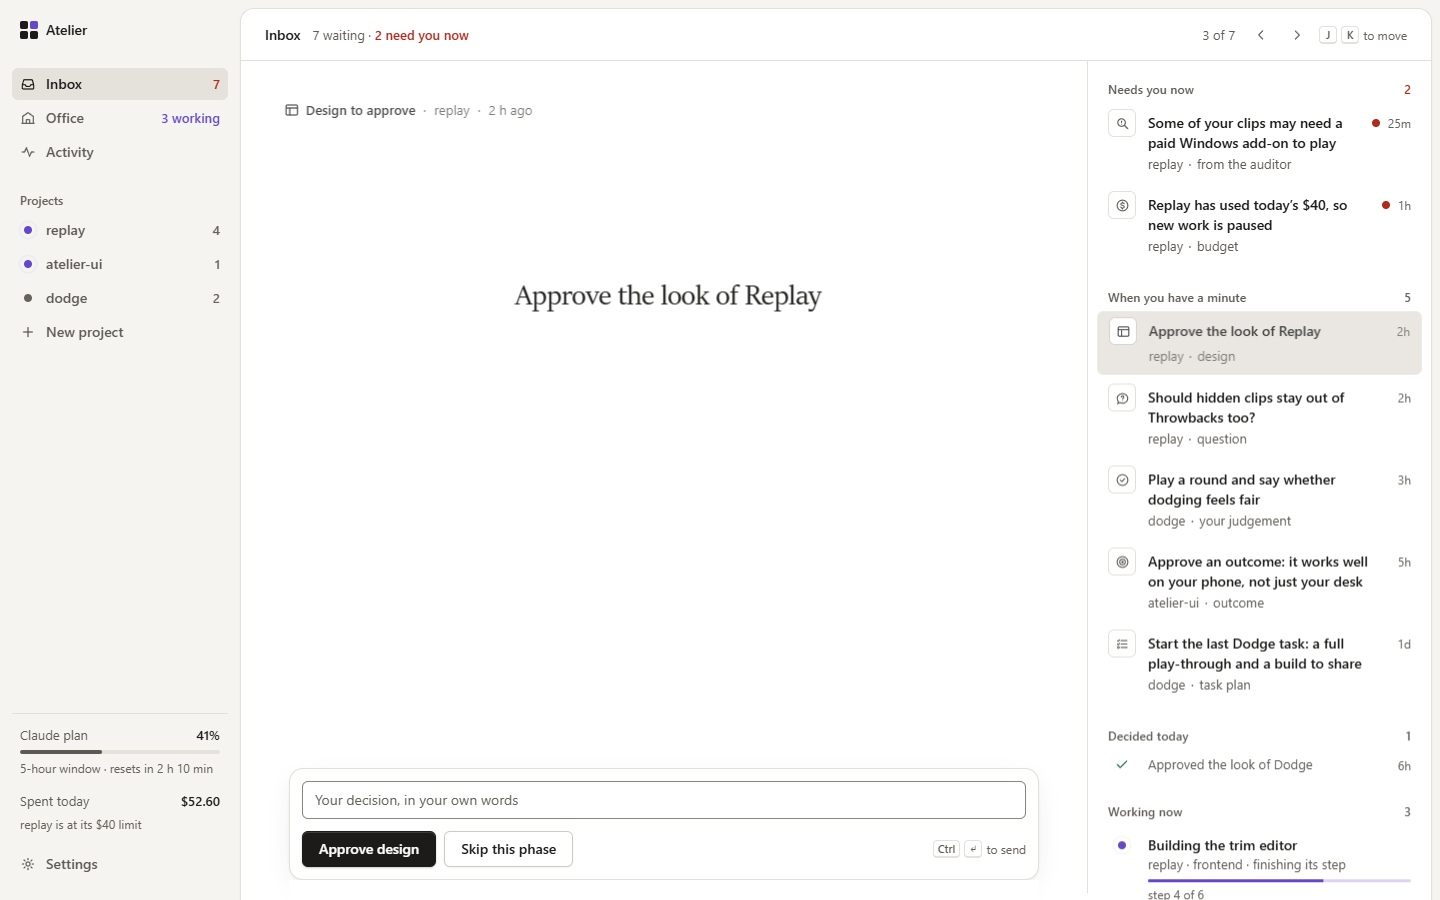 Atelier
Inbox 7
Office 3 working
Activity
Projects
replay 4
atelier-ui 1
dodge 2
New project
Claude plan 41%
5-hour window · resets in 2 h 10 min
Spent today $52.60
replay is at its $40 limit
Settings
Inbox 7 waiting · 2 need you now
3 of 7 J K to move
Design to approve · replay · 2 h ago
Approve the look of Replay
Your decision, in your own words
Approve design Skip this phase Ctrl ↵ to send
Needs you now 2
Some of your clips may need a 25m
paid Windows add-on to play
replay · from the auditor
Replay has used today's $40, so 1h
new work is paused
replay · budget
When you have a minute 5
Approve the look of Replay 2h
replay · design
Should hidden clips stay out of 2h
Throwbacks too?
replay · question
Play a round and say whether 3h
dodging feels fair
dodge · your judgement
Approve an outcome: it works well 5h
on your phone, not just your desk
atelier-ui · outcome
Start the last Dodge task: a full 1d
play-through and a build to share
dodge · task plan
Decided today 1
Approved the look of Dodge 6h
Working now 3
Building the trim editor
replay · frontend · finishing its step
step 4 of 6